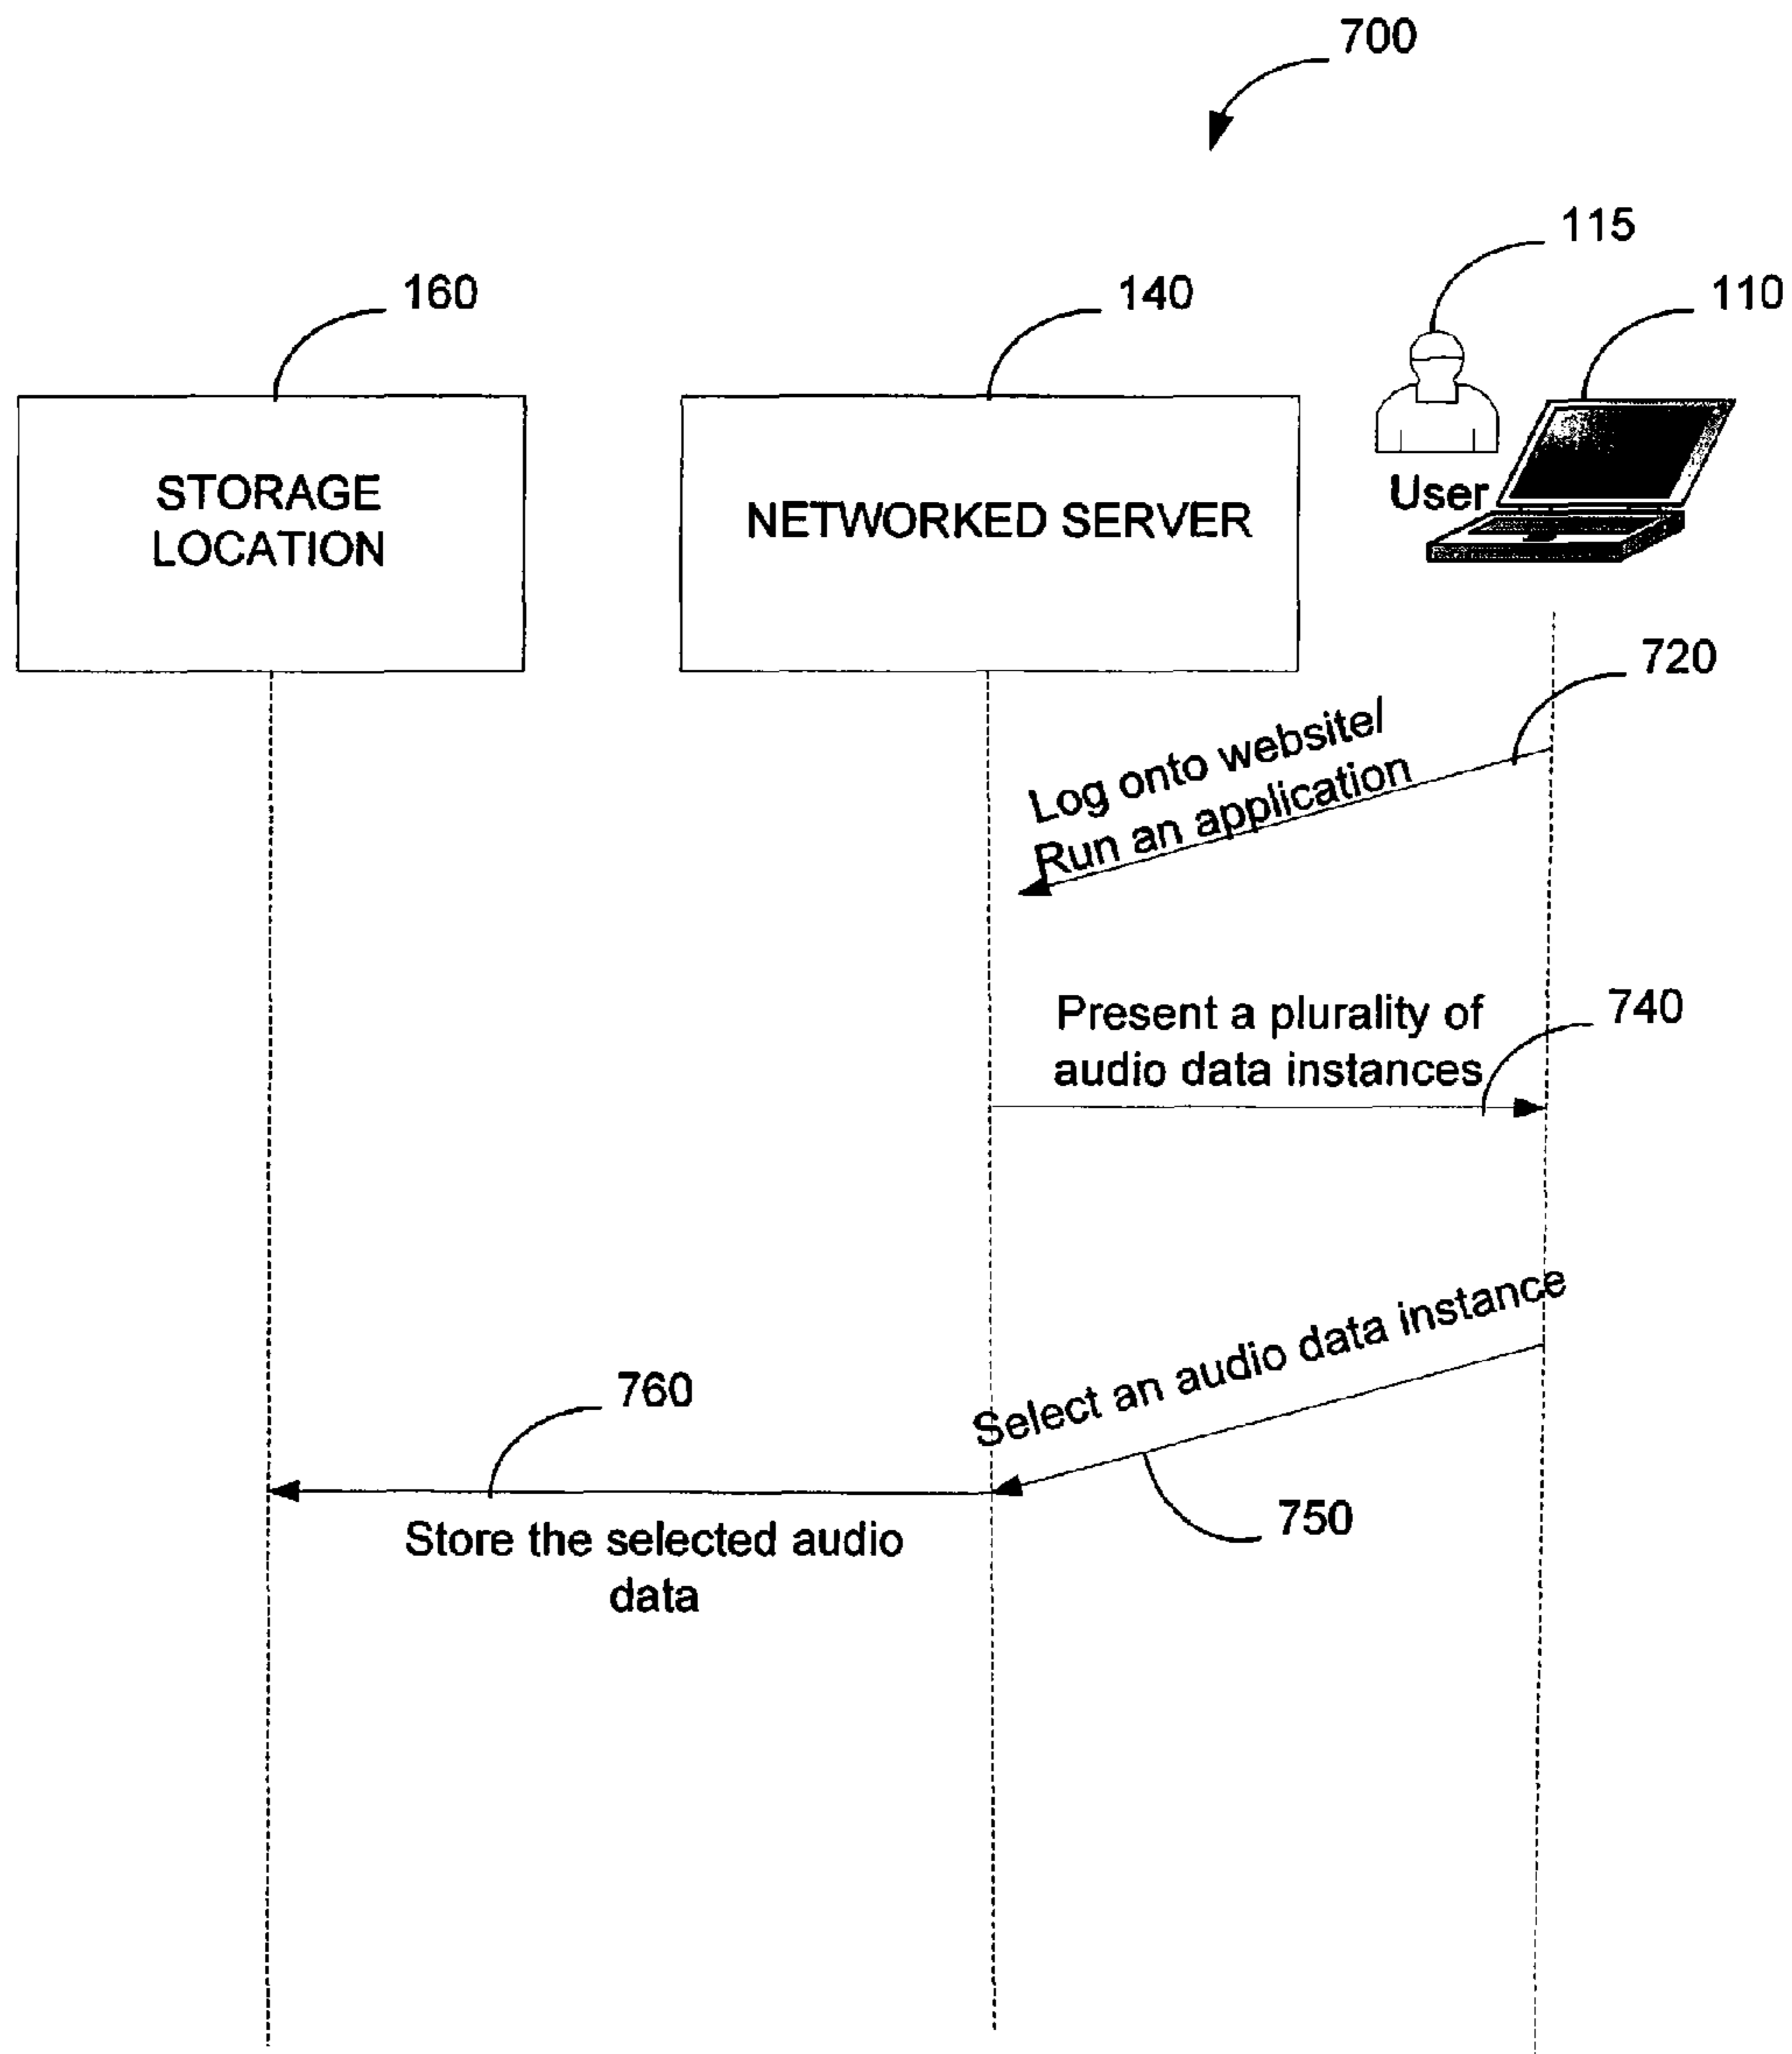 700
115
160
140
110
STORAGE
LOCATION
NETWORKED SERVER
User
720
Log onto website/
Run an application
Present a plurality of
audio data instances
740
Select an audio data instance
760
750
Store the selected audio
data